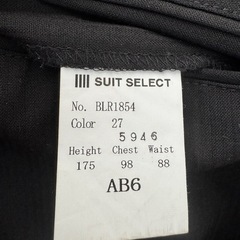 SUIT SELECT
No. BLR1854
Color 27
5946
Height Chest Waist
175 98 88
AB6